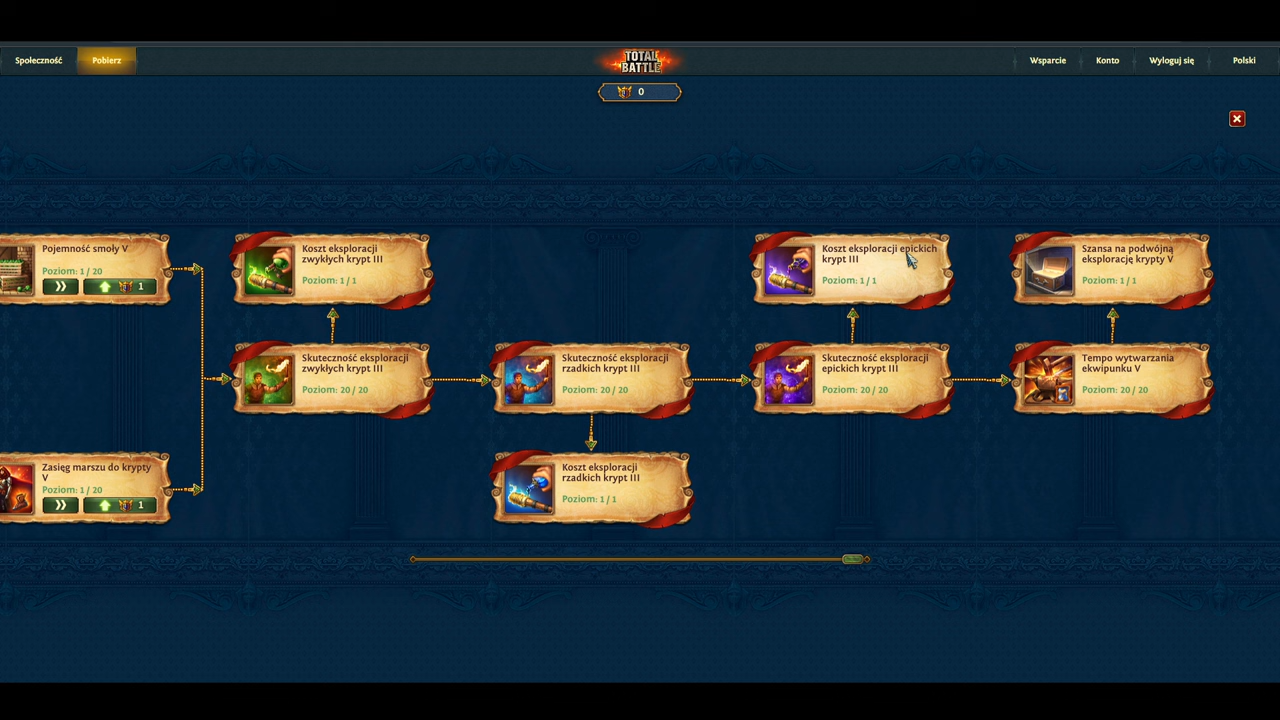 Społeczność
Pobierz
TOTAL
BATTLE
Wsparcie
Konto
Wyloguj się
Polski
0
Pojemność smoły V
Poziom: 1 / 20
1
Koszt eksploracji
zwykłych krypt III
Poziom: 1 / 1
Koszt eksploracji epickich
krypt III
Poziom: 1 / 1
Szansa na podwójną
eksplorację krypty V
Poziom: 1 / 1
Skuteczność eksploracji
zwykłych krypt III
Poziom: 20 / 20
Skuteczność eksploracji
rzadkich krypt III
Poziom: 20 / 20
Skuteczność eksploracji
epickich krypt III
Poziom: 20 / 20
Tempo wytwarzania
ekwipunku V
Poziom: 20 / 20
Zasięg marszu do krypty
V
Poziom: 1 / 20
1
Koszt eksploracji
rzadkich krypt III
Poziom: 1 / 1